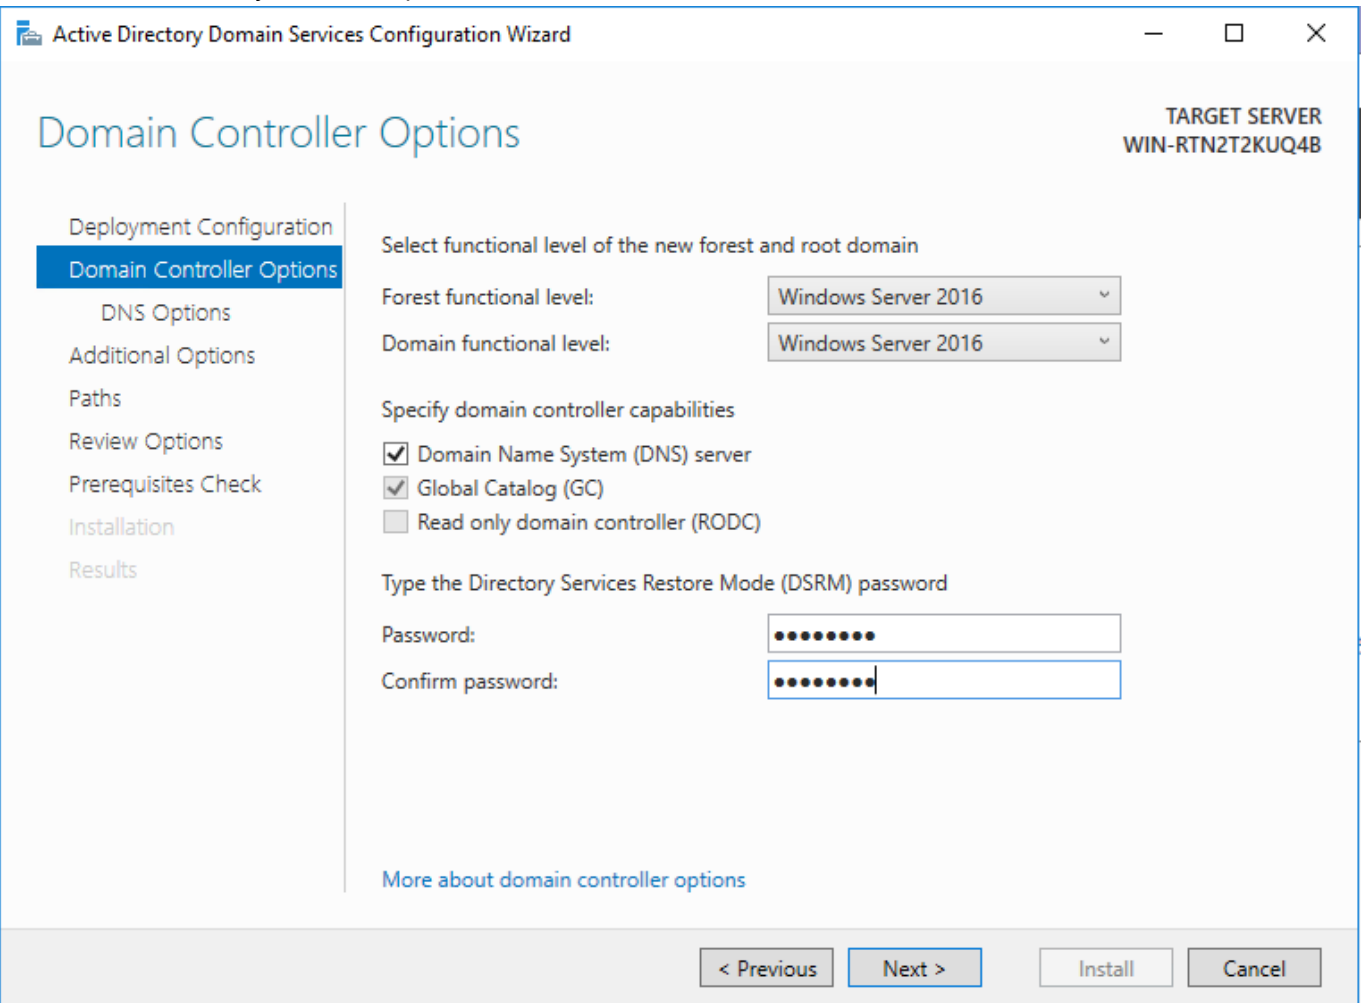 Active Directory Domain Services Configuration Wizard
Domain Controller Options
TARGET SERVER
WIN-RTN2T2KUQ4B
Deployment Configuration
Domain Controller Options
DNS Options
Additional Options
Paths
Review Options
Prerequisites Check
Installation
Results
Select functional level of the new forest and root domain
Forest functional level: Windows Server 2016
Domain functional level: Windows Server 2016
Specify domain controller capabilities
Domain Name System (DNS) server
Global Catalog (GC)
Read only domain controller (RODC)
Type the Directory Services Restore Mode (DSRM) password
Password: ●●●●●●●●
Confirm password: ●●●●●●●●
More about domain controller options
< Previous Next > Install Cancel